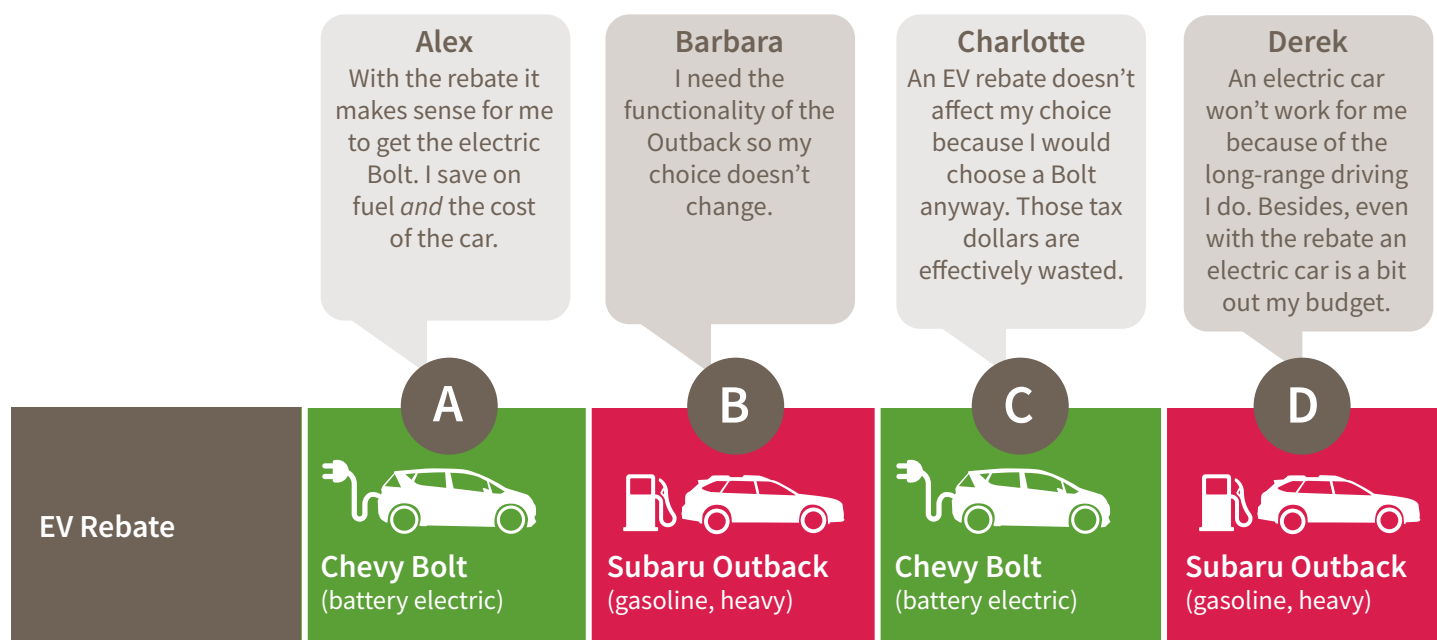 Alex
With the rebate it
makes sense for me
to get the electric
Bolt. I save on
fuel and the cost
of the car.
Barbara
I need the
functionality of the
Outback so my
choice doesn’t
change.
Charlotte
An EV rebate doesn’t
affect my choice
because I would
choose a Bolt
anyway. Those tax
dollars are
effectively wasted.
Derek
An electric car
won’t work for me
because of the
long-range driving
I do. Besides, even
with the rebate an
electric car is a bit
out my budget.
A
B
C
D
EV Rebate
Chevy Bolt
(battery electric)
Subaru Outback
(gasoline, heavy)
Chevy Bolt
(battery electric)
Subaru Outback
(gasoline, heavy)